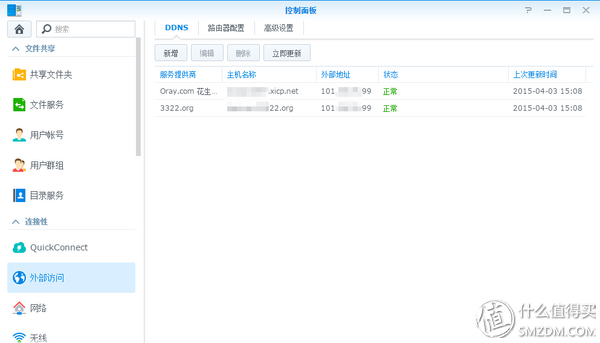 控制面板
搜索
DDNS 路由器配置 高级设置
文件共享
新增 编辑 删除 立即更新
共享文件夹
服务提供商 主机名称 外部地址 状态 上次更新时间
Oray.com 花生... .xicp.net 101. 99 正常 2015-04-03 15:08
文件服务
3322.org 22.org 101. 99 正常 2015-04-03 15:08
用户帐号
用户群组
目录服务
连接性
QuickConnect
外部访问
网络
无线
值 什么值得买
SMZDM.COM